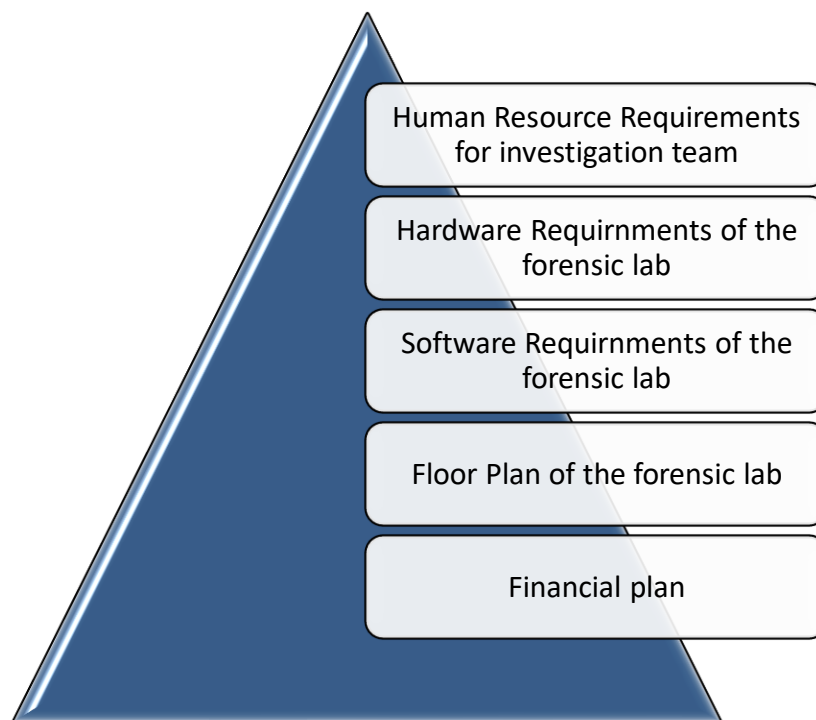 Human Resource Requirements
for investigation team
Hardware Requirnments of the
forensic lab
Software Requirnments of the
forensic lab
Floor Plan of the forensic lab
Financial plan